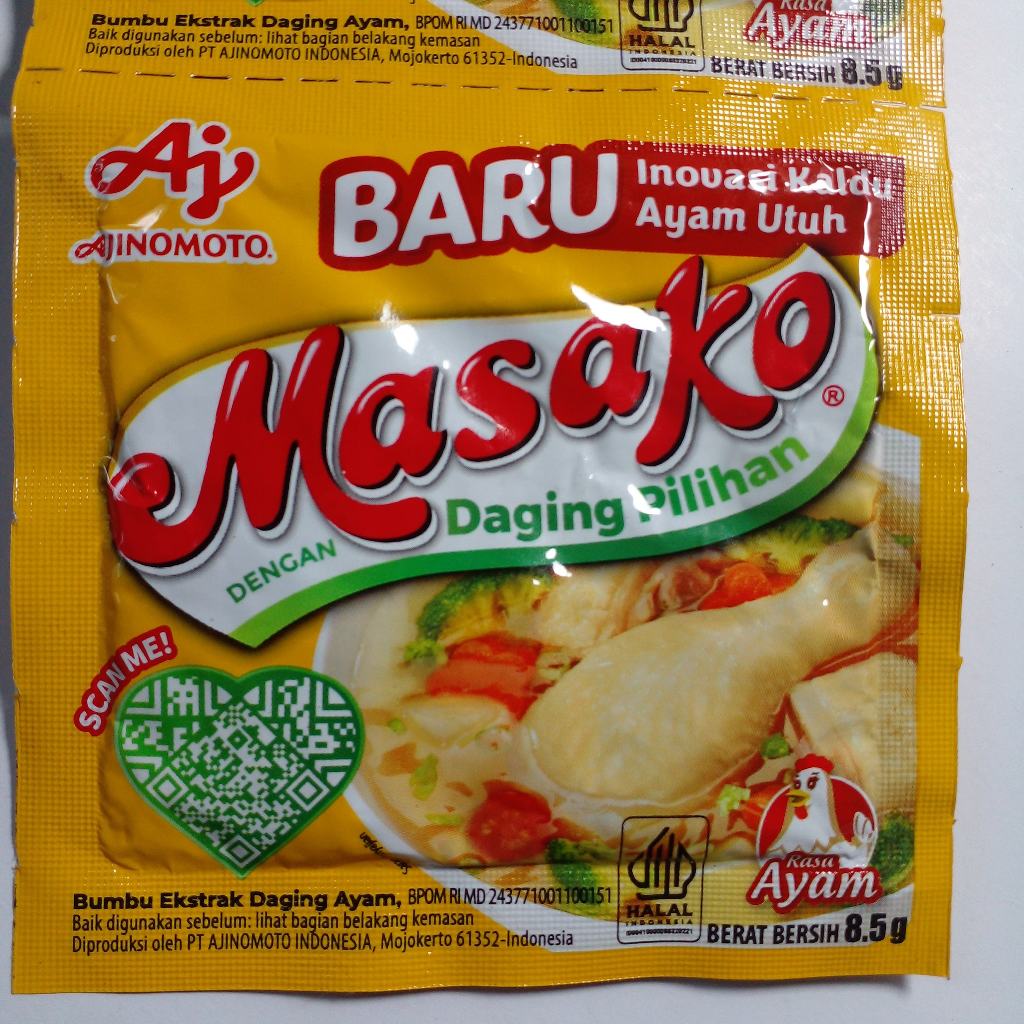 Bumbu Ekstrak Daging Ayam, BPOM RI MD 243771001100151
Baik digunakan sebelum: lihat bagian belakang kemasan
Diproduksi oleh PT AJINOMOTO INDONESIA, Mojokerto 61352-Indonesia
HALAL
INDONESIA
Rasa
Ayam
BERAT BERSIH 8.5g
Aj
AJINOMOTO®
BARU
Inovasi Kaldu
Ayam Utuh
Masako®
DENGAN Daging Pilihan
SCAN ME!
Rasa
Ayam
Bumbu Ekstrak Daging Ayam, BPOM RI MD 243771001100151
Baik digunakan sebelum: lihat bagian belakang kemasan
Diproduksi oleh PT AJINOMOTO INDONESIA, Mojokerto 61352-Indonesia
HALAL
INDONESIA
BERAT BERSIH 8.5g